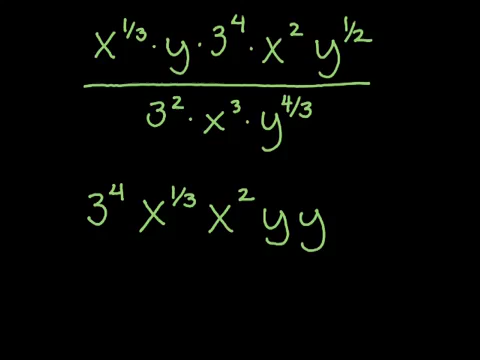 x^{1/3} · y · 3^4 · x^2 y^{1/2}
3^2 · x^3 · y^{4/3}
3^4 x^{1/3} x^2 y y